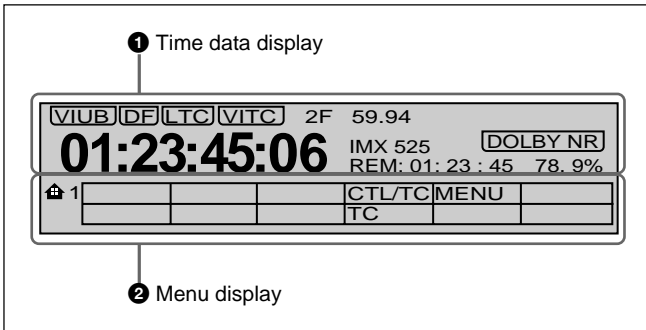 ❶ Time data display
VIUB DF LTC VITC 2F 59.94
01:23:45:06 IMX 525 DOLBY NR
REM: 01: 23 : 45 78. 9%
1 CTL/TC MENU
TC
❷ Menu display